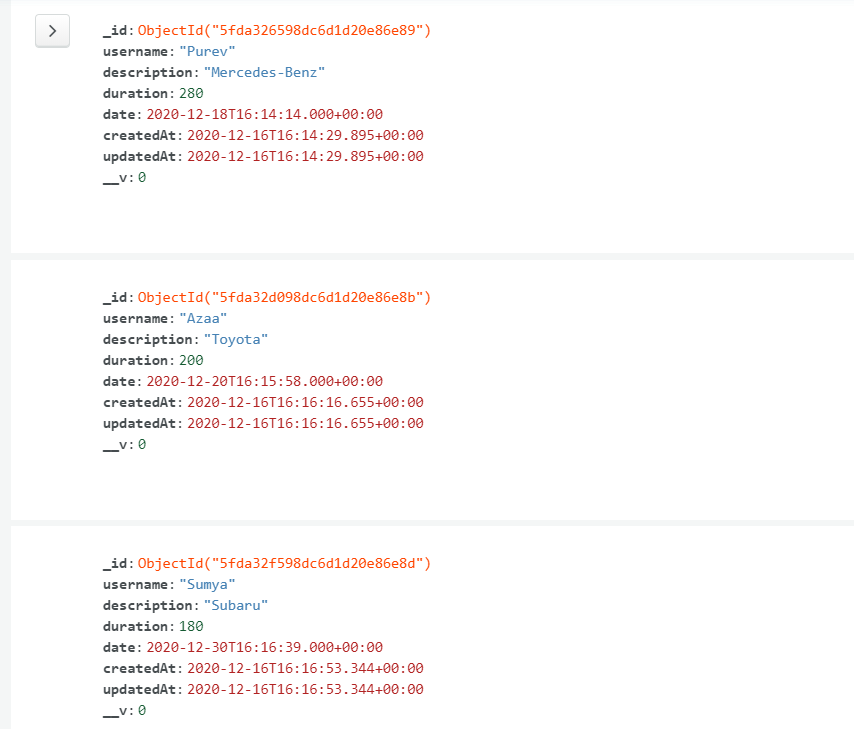 _id: ObjectId("5fda326598dc6d1d20e86e89")
username: "Purev"
description: "Mercedes-Benz"
duration: 280
date: 2020-12-18T16:14:14.000+00:00
createdAt: 2020-12-16T16:14:29.895+00:00
updatedAt: 2020-12-16T16:14:29.895+00:00
__v: 0
_id: ObjectId("5fda32d098dc6d1d20e86e8b")
username: "Azaa"
description: "Toyota"
duration: 200
date: 2020-12-20T16:15:58.000+00:00
createdAt: 2020-12-16T16:16:16.655+00:00
updatedAt: 2020-12-16T16:16:16.655+00:00
__v: 0
_id: ObjectId("5fda32f598dc6d1d20e86e8d")
username: "Sumya"
description: "Subaru"
duration: 180
date: 2020-12-30T16:16:39.000+00:00
createdAt: 2020-12-16T16:16:53.344+00:00
updatedAt: 2020-12-16T16:16:53.344+00:00
__v: 0